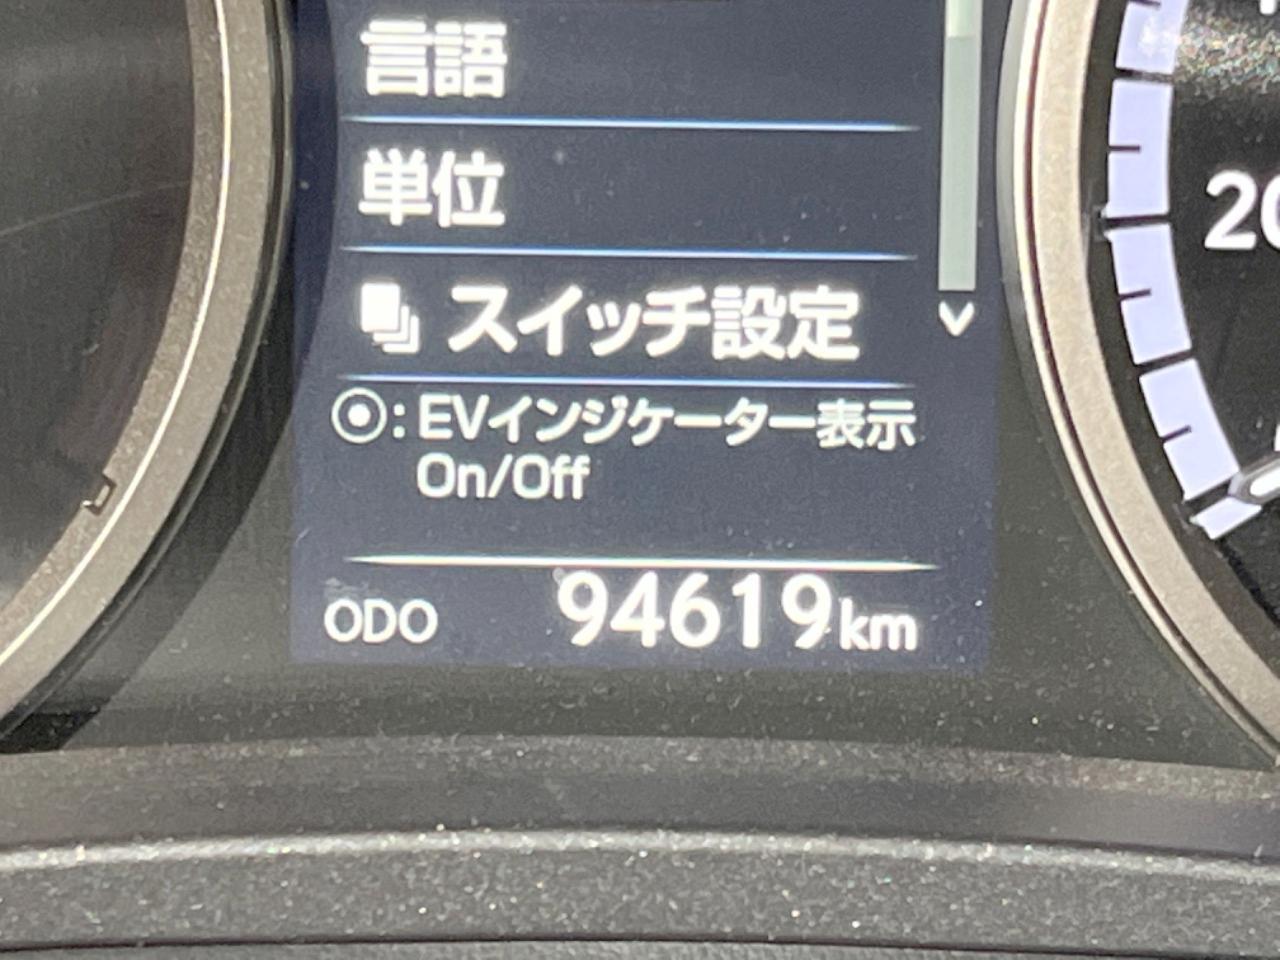 言語
単位
スイッチ設定
⦿: EVインジケーター表示
On/Off
ODO 94619km
20